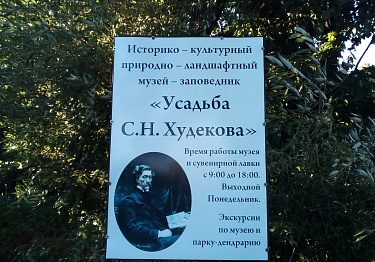 Историко – культурный
природно – ландшафтный
музей – заповедник
«Усадьба
С.Н. Худекова»
Время работы музея
и сувенирной лавки
с 9:00 до 18:00.
Выходной
Понедельник.
Экскурсии
по музею и
парку-дендрарию